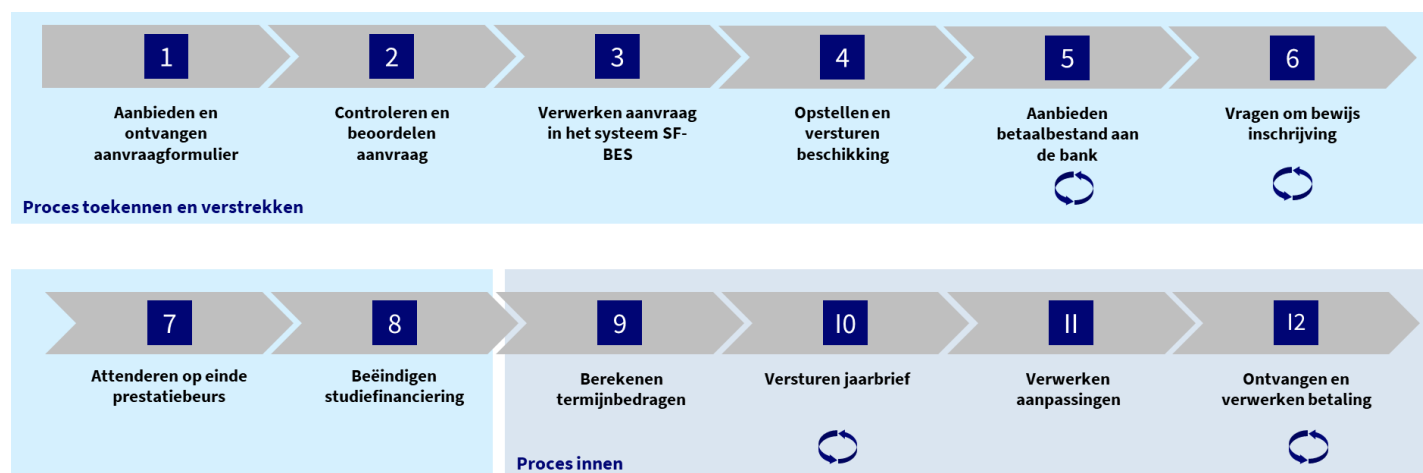 1
Aanbieden en
ontvangen
aanvraagformulier
2
Controleren en
beoordelen
aanvraag
3
Verwerken aanvraag
in het systeem SF-
BES
4
Opstellen en
versturen
beschikking
5
Aanbieden
betaalbestand aan
de bank
6
Vragen om bewijs
inschrijving
Proces toekennen en verstrekken
7
Attenderen op einde
prestatiebeurs
8
Beëindigen
studiefinanciering
9
Berekenen
termijnbedragen
I0
Versturen jaarbrief
II
Verwerken
aanpassingen
I2
Ontvangen en
verwerken betaling
Proces innen